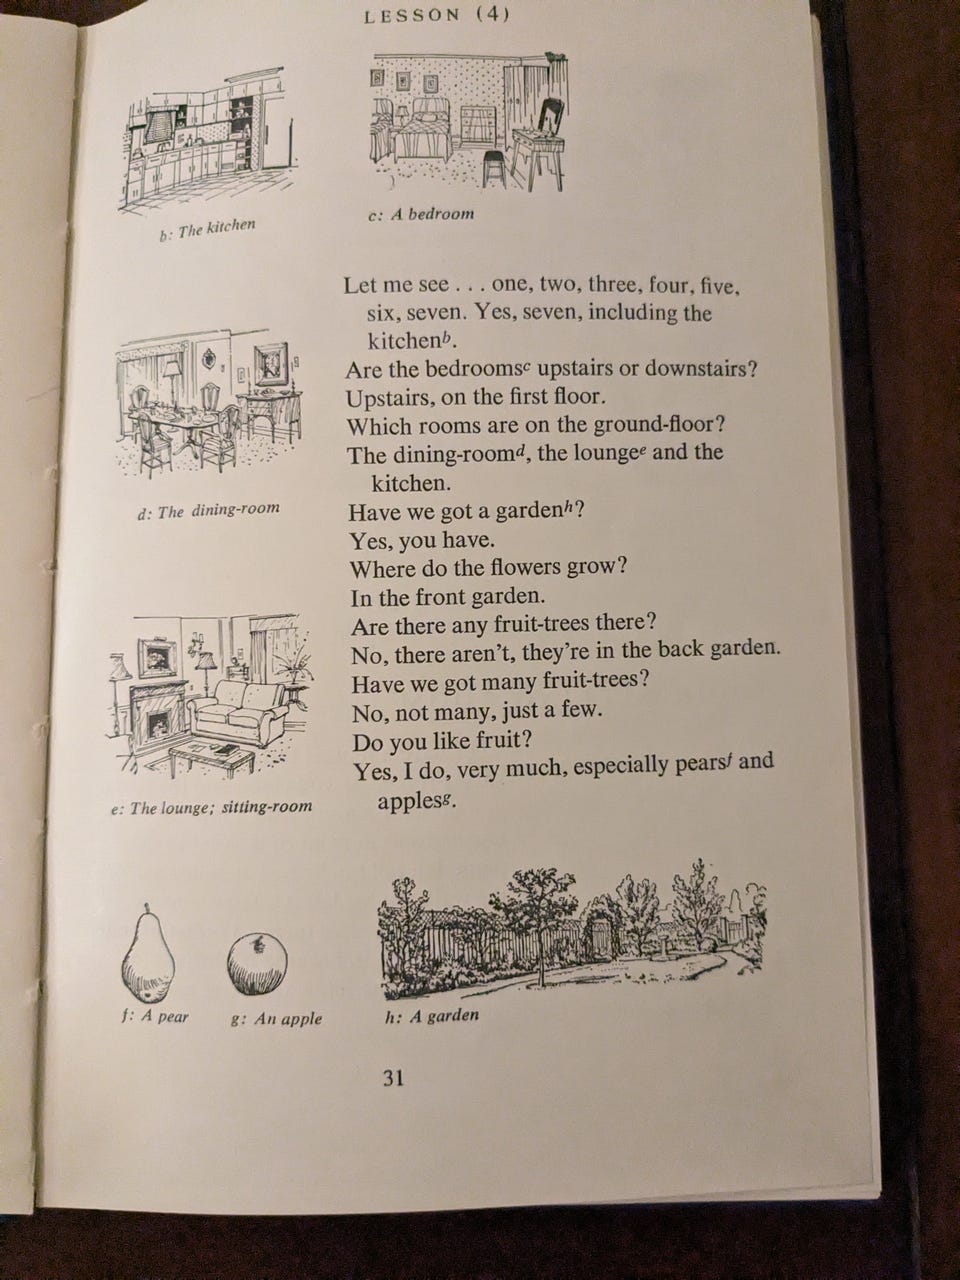 LESSON (4)
b: The kitchen
c: A bedroom
Let me see . . . one, two, three, four, five,
six, seven. Yes, seven, including the
kitchenᵇ.
Are the bedroomsᶜ upstairs or downstairs?
Upstairs, on the first floor.
Which rooms are on the ground-floor?
The dining-roomᵈ, the loungeᵉ and the
kitchen.
Have we got a gardenʰ?
Yes, you have.
Where do the flowers grow?
In the front garden.
Are there any fruit-trees there?
No, there aren't, they're in the back garden.
Have we got many fruit-trees?
No, not many, just a few.
Do you like fruit?
Yes, I do, very much, especially pearsᶠ and
applesᵍ.
d: The dining-room
e: The lounge; sitting-room
f: A pear
g: An apple
h: A garden
31